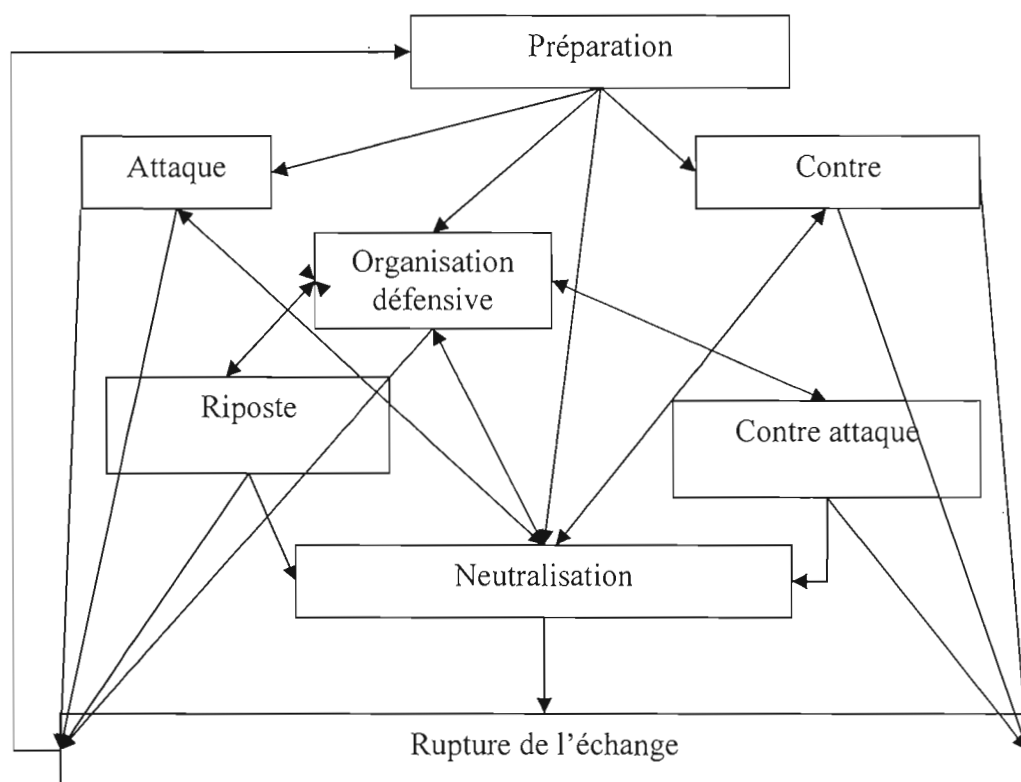 Préparation
Attaque
Contre
Organisation
défensive
Riposte
Contre attaque
Neutralisation
Rupture de l'échange